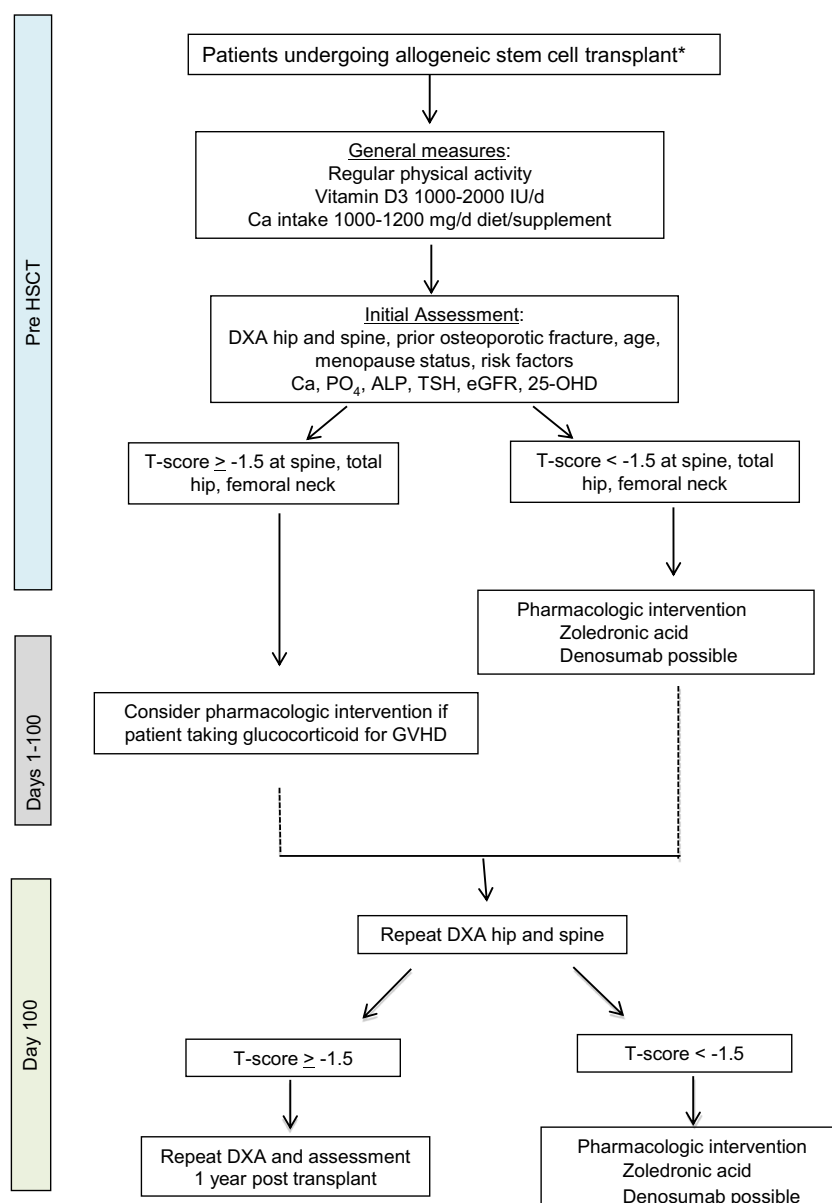 Patients undergoing allogeneic stem cell transplant*
General measures:
Regular physical activity
Vitamin D3 1000-2000 IU/d
Ca intake 1000-1200 mg/d diet/supplement
Pre HSCT
Initial Assessment:
DXA hip and spine, prior osteoporotic fracture, age,
menopause status, risk factors
Ca, PO₄, ALP, TSH, eGFR, 25-OHD
T-score ≥ -1.5 at spine, total
hip, femoral neck
T-score < -1.5 at spine, total
hip, femoral neck
Pharmacologic intervention
Zoledronic acid
Denosumab possible
Days 1-100
Consider pharmacologic intervention if
patient taking glucocorticoid for GVHD
Day 100
Repeat DXA hip and spine
T-score ≥ -1.5
T-score < -1.5
Repeat DXA and assessment
1 year post transplant
Pharmacologic intervention
Zoledronic acid
Denosumab possible